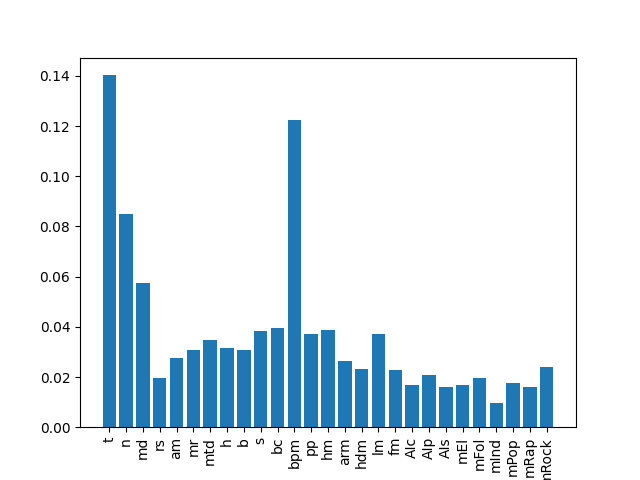 0.14
0.12
0.10
0.08
0.06
0.04
0.02
0.00
t
n
md
rs
am
mr
mtd
h
b
s
bc
bpm
pp
hm
arm
hdm
lm
fm
Alc
Alp
Als
mEl
mFol
mInd
mPop
mRap
mRock